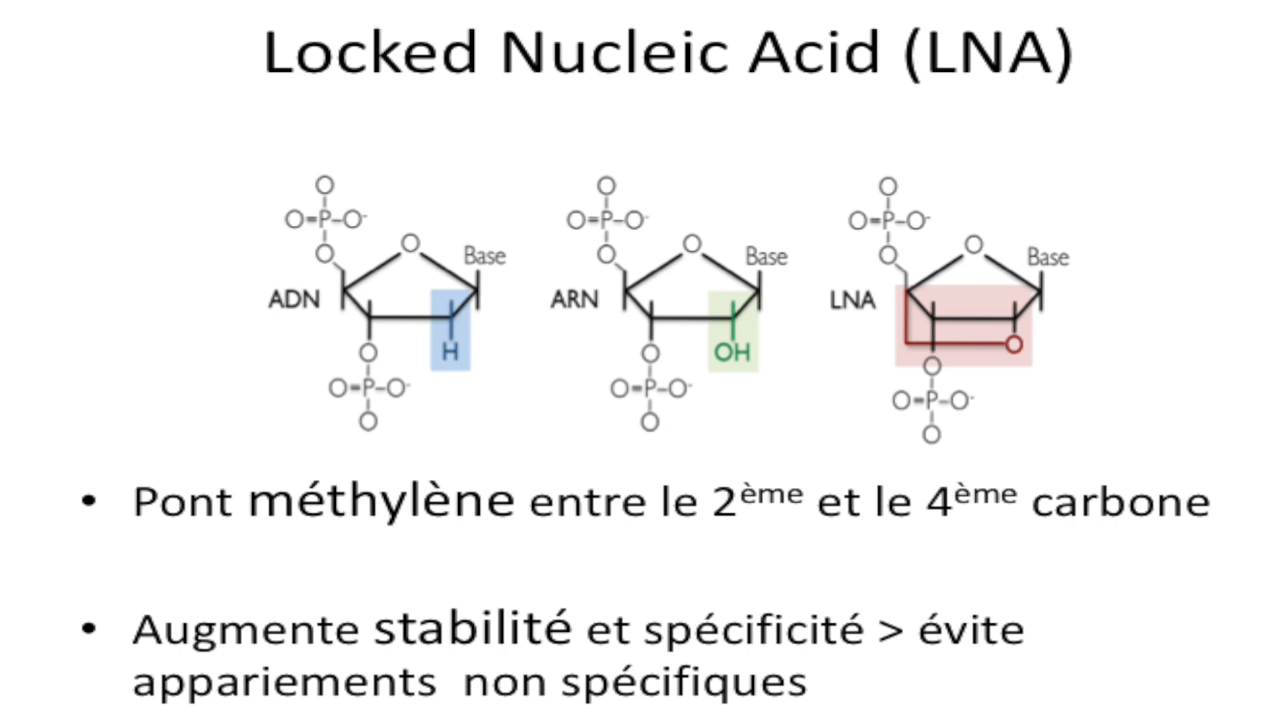 Locked Nucleic Acid (LNA)
O O O
O=P–O⁻ O=P–O⁻ O=P–O⁻
O O Base O O Base O O Base
ADN ARN LNA
H OH O
O O O
O=P–O⁻ O=P–O⁻ O=P–O⁻
O O O
• Pont méthylène entre le 2ème et le 4ème carbone
• Augmente stabilité et spécificité > évite
appariements non spécifiques